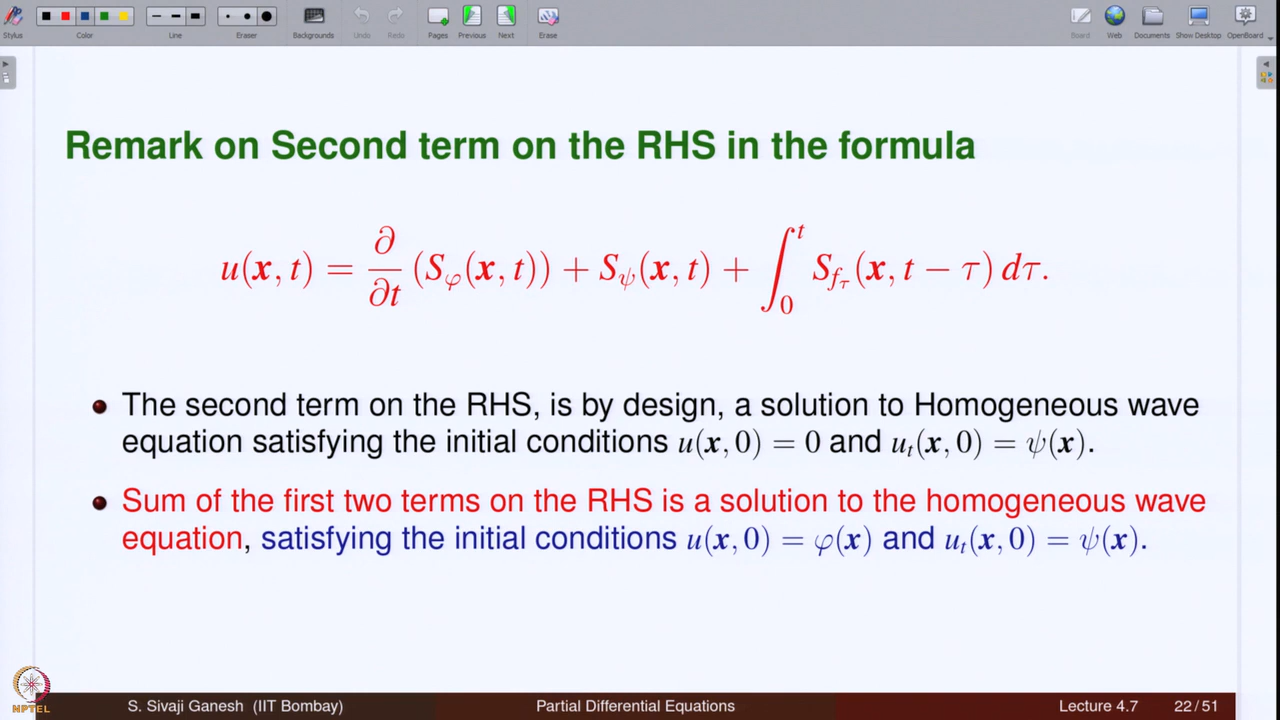 Stylus Color Line Eraser Backgrounds Undo Redo Pages Previous Next Erase Board Web Documents Show Desktop OpenBoard
Remark on Second term on the RHS in the formula
u(x, t) = ∂/∂t (S_φ(x, t)) + S_ψ(x, t) + ∫₀ᵗ S_{f_τ}(x, t − τ) dτ.
The second term on the RHS, is by design, a solution to Homogeneous wave
equation satisfying the initial conditions u(x, 0) = 0 and u_t(x, 0) = ψ(x).
Sum of the first two terms on the RHS is a solution to the homogeneous wave
equation, satisfying the initial conditions u(x, 0) = φ(x) and u_t(x, 0) = ψ(x).
NPTEL
S. Sivaji Ganesh (IIT Bombay) Partial Differential Equations Lecture 4.7 22/51